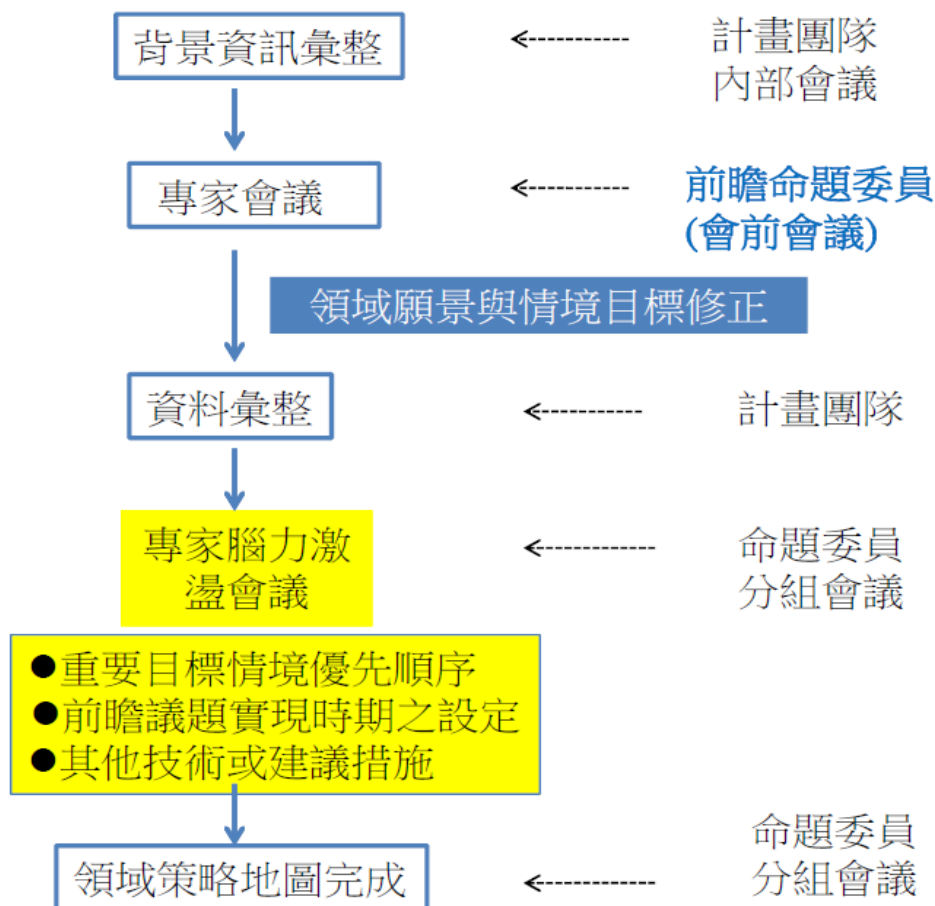 背景資訊彙整
計畫團隊
內部會議
專家會議
前瞻命題委員
(會前會議)
領域願景與情境目標修正
資料彙整
計畫團隊
專家腦力激
盪會議
命題委員
分組會議
●重要目標情境優先順序
●前瞻議題實現時期之設定
●其他技術或建議措施
領域策略地圖完成
命題委員
分組會議